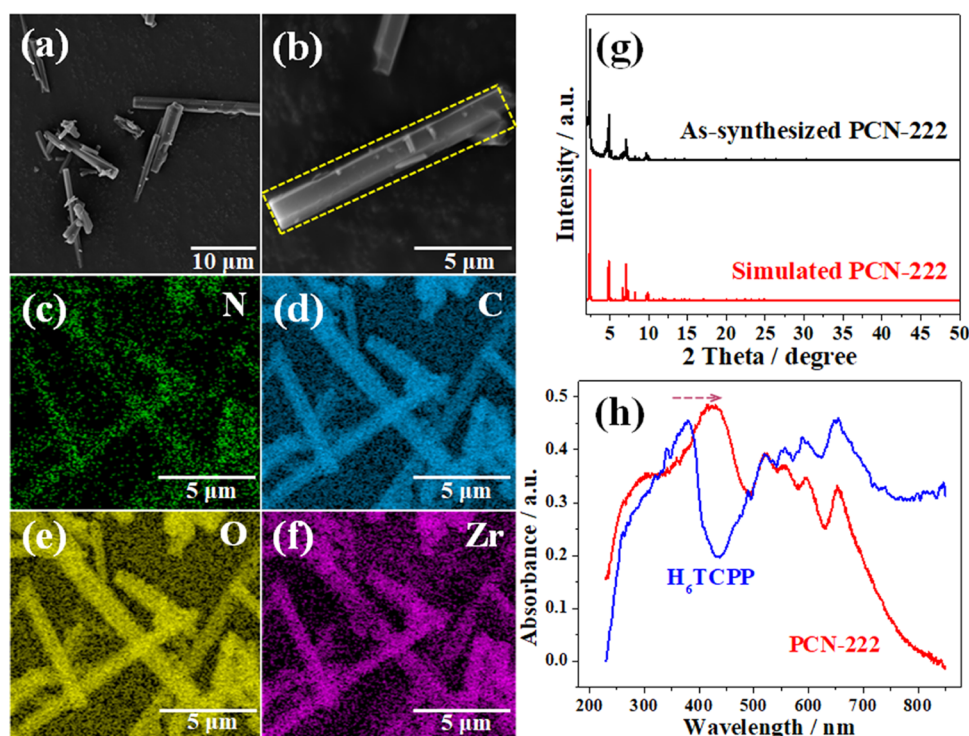 (a)
10 μm
(b)
5 μm
(c)
N
5 μm
(d)
C
5 μm
(e)
O
5 μm
(f)
Zr
5 μm
(g)
As-synthesized PCN-222
Simulated PCN-222
Intensity / a.u.
5 10 15 20 25 30 35 40 45 50
2 Theta / degree
(h)
0.5
0.4
0.3
0.2
0.1
0.0
Absorbance / a.u.
H₆TCPP
PCN-222
200 300 400 500 600 700 800
Wavelength / nm